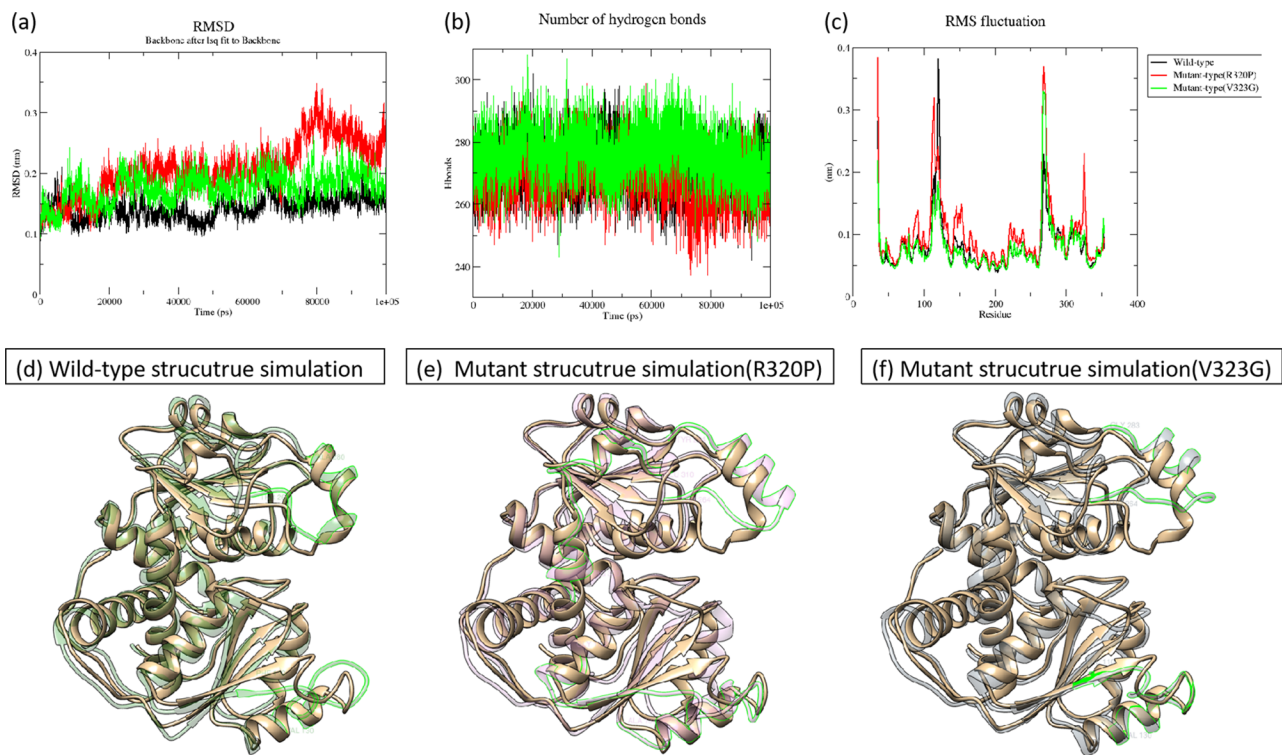 (a)
RMSD
Backbone after lsq fit to Backbone
0.4
0.3
0.2
0.1
0
RMSD (nm)
0 20000 40000 60000 80000 1e+05
Time (ps)
(b)
Number of hydrogen bonds
300
280
260
240
Hbonds
0 20000 40000 60000 80000 1e+05
Time (ps)
(c)
RMS fluctuation
0.4
0.3
0.2
0.1
0
(nm)
0 100 200 300 400
Residue
Wild-type
Mutant-type(R320P)
Mutant-type(V323G)
(d) Wild-type strucutrue simulation
(e) Mutant strucutrue simulation(R320P)
(f) Mutant strucutrue simulation(V323G)